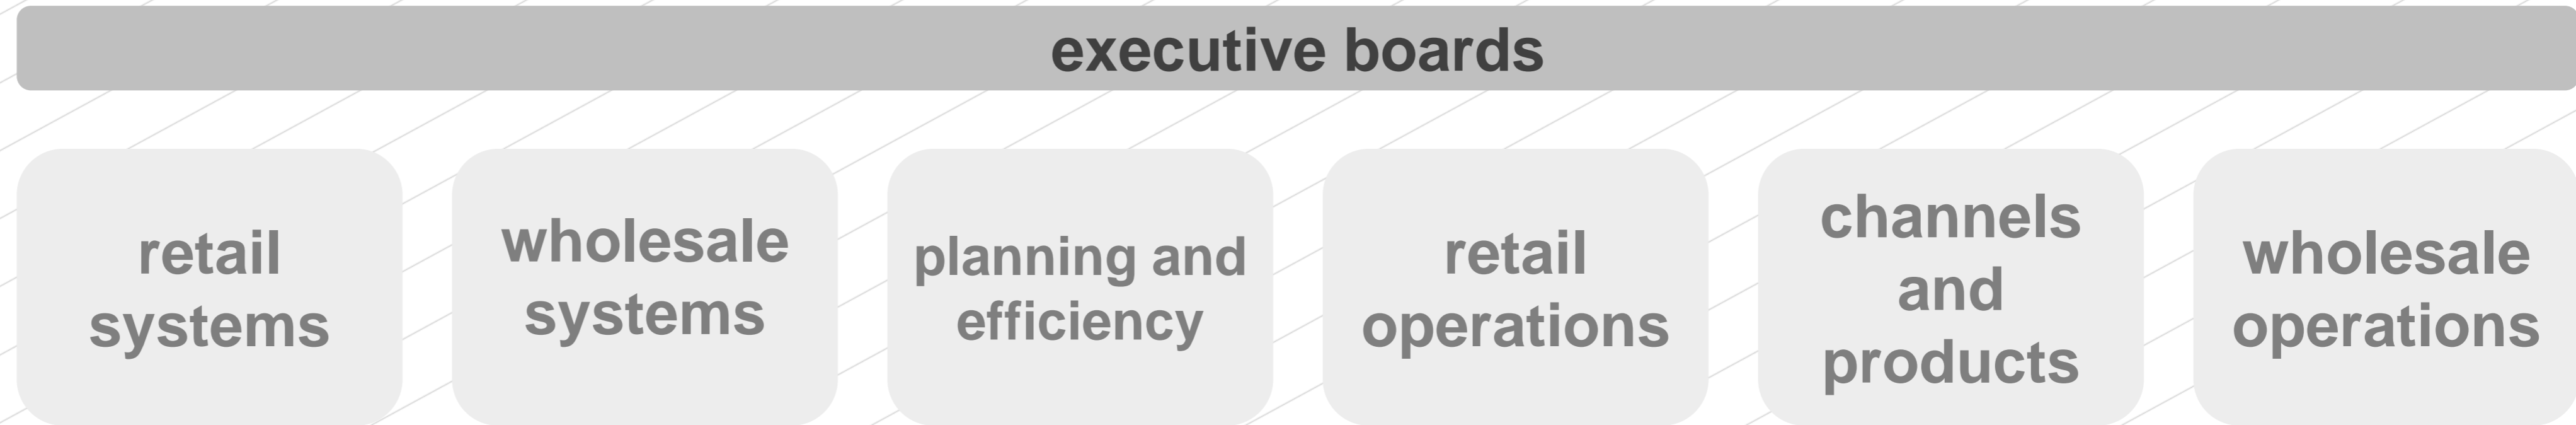 executive boards
retail
systems
wholesale
systems
planning and
efficiency
retail
operations
channels
and
products
wholesale
operations